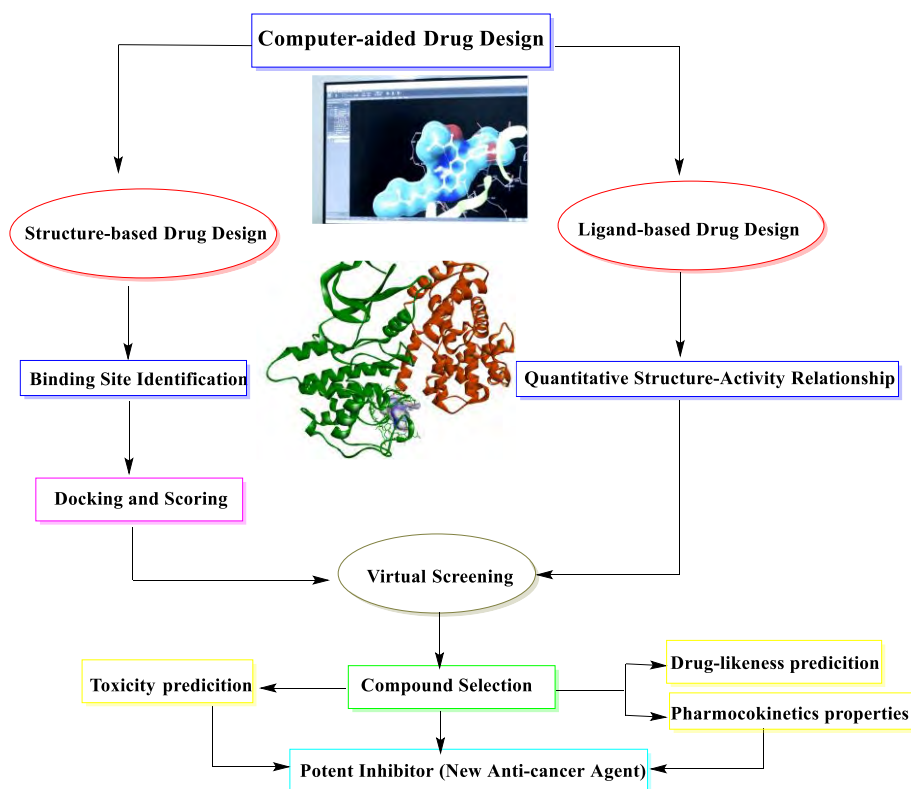 Computer-aided Drug Design
Structure-based Drug Design
Ligand-based Drug Design
Binding Site Identification
Quantitative Structure-Activity Relationship
Docking and Scoring
Virtual Screening
Drug-likeness predicition
Toxicity predicition
Compound Selection
Pharmocokinetics properties
Potent Inhibitor (New Anti-cancer Agent)